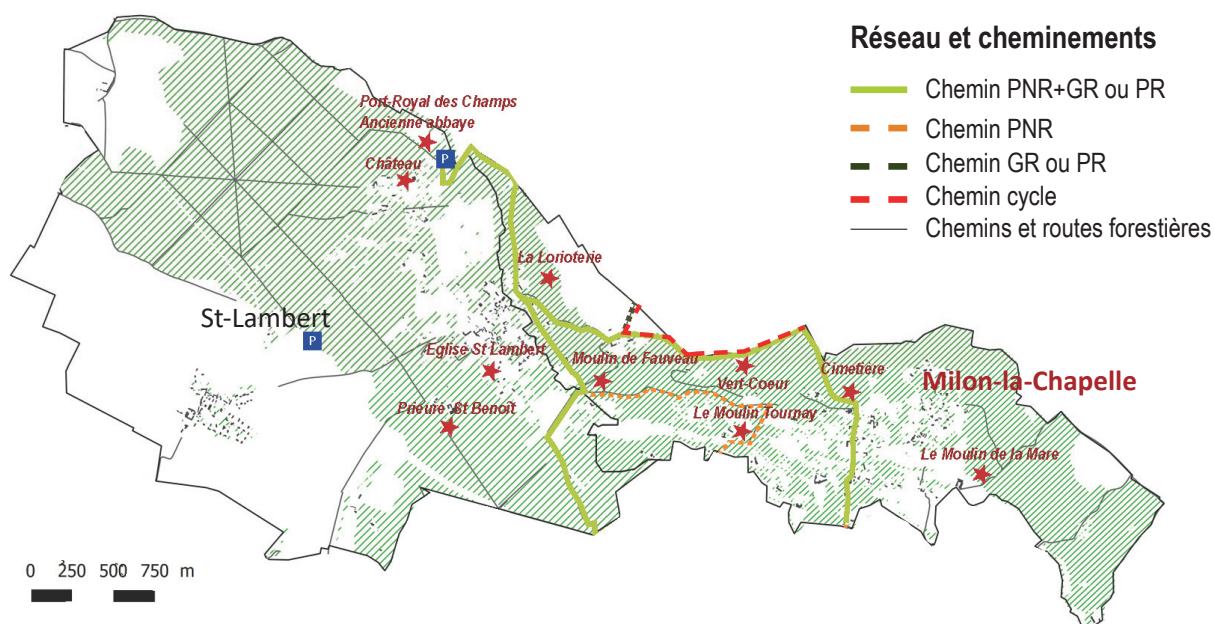 Réseau et cheminements
Chemin PNR+GR ou PR
Chemin PNR
Chemin GR ou PR
Chemin cycle
Chemins et routes forestières
Port-Royal des Champs
Ancienne abbaye
P
Château
La Lorioterie
St-Lambert
P
Eglise St Lambert
Moulin de Fauveau
Vert-Coeur
Cimetière
Milon-la-Chapelle
Prieuré St Benoît
Le Moulin Tournay
Le Moulin de la Mare
0 250 500 750 m